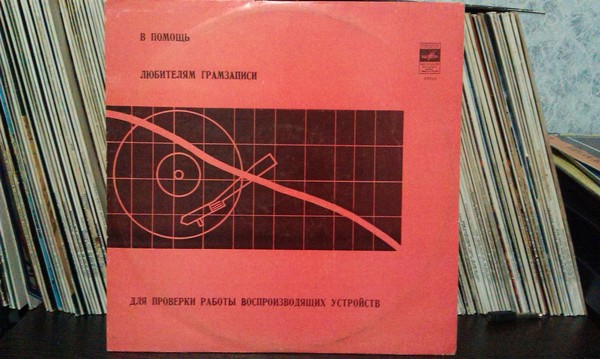 В ПОМОЩЬ
ЛЮБИТЕЛЯМ ГРАМЗАПИСИ
ДЛЯ ПРОВЕРКИ РАБОТЫ ВОСПРОИЗВОДЯЩИХ УСТРОЙСТВ